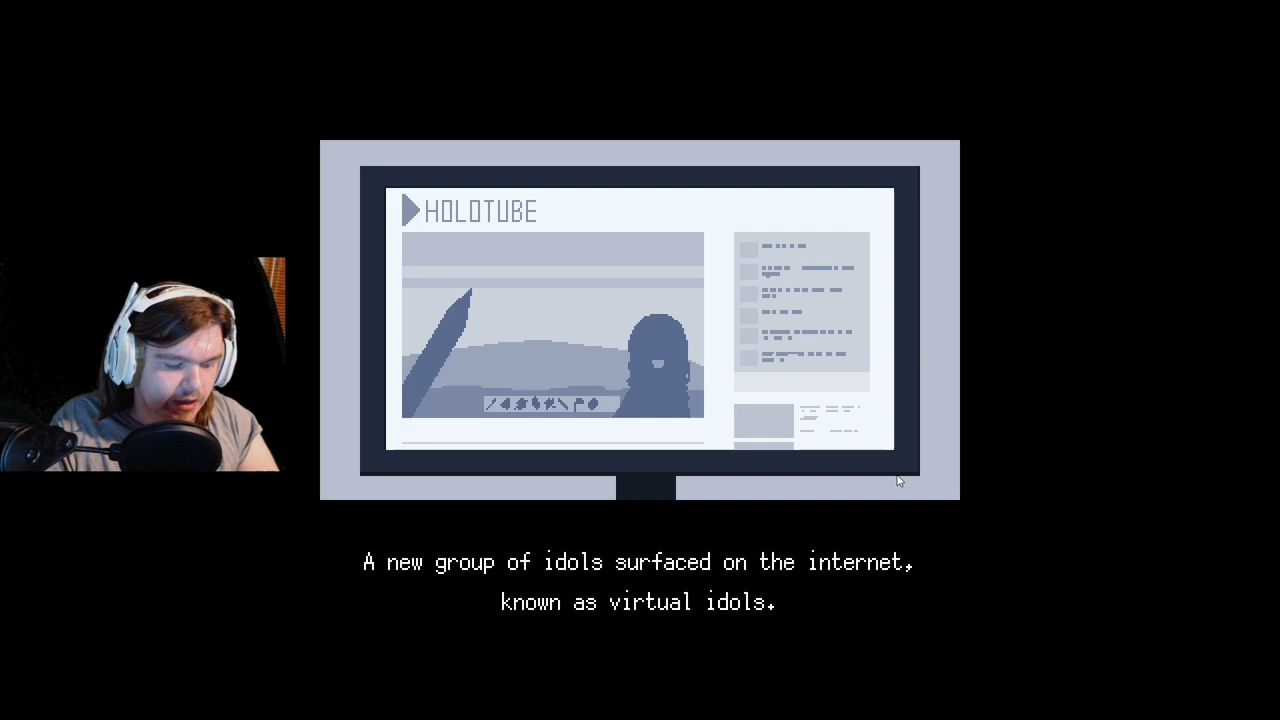 HOLOTUBE
A new group of idols surfaced on the internet,
known as virtual idols.